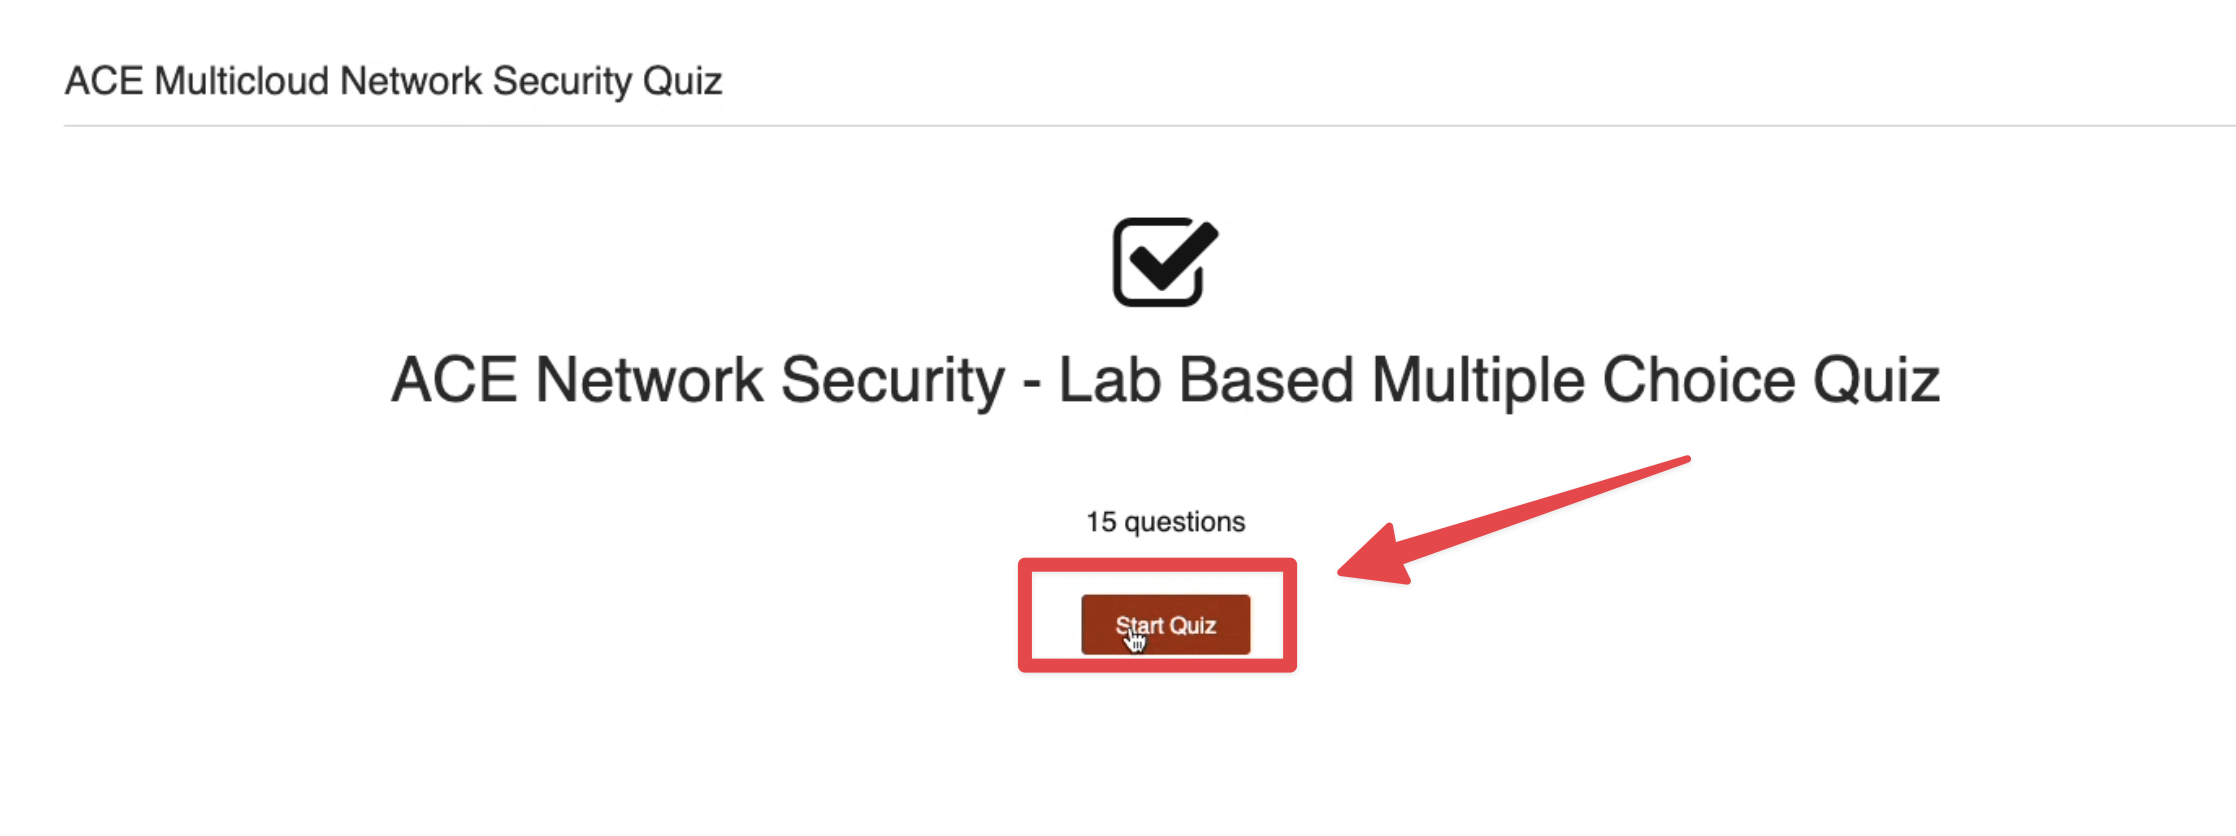 ACE Multicloud Network Security Quiz
ACE Network Security - Lab Based Multiple Choice Quiz
15 questions
Start Quiz